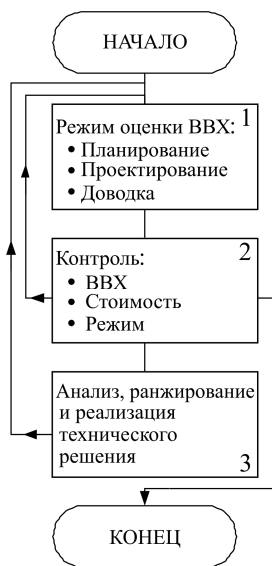 НАЧАЛО
1
Режим оценки ВВХ:
• Планирование
• Проектирование
• Доводка
2
Контроль:
• ВВХ
• Стоимость
• Режим
Анализ, ранжирование
и реализация
технического
решения
3
КОНЕЦ